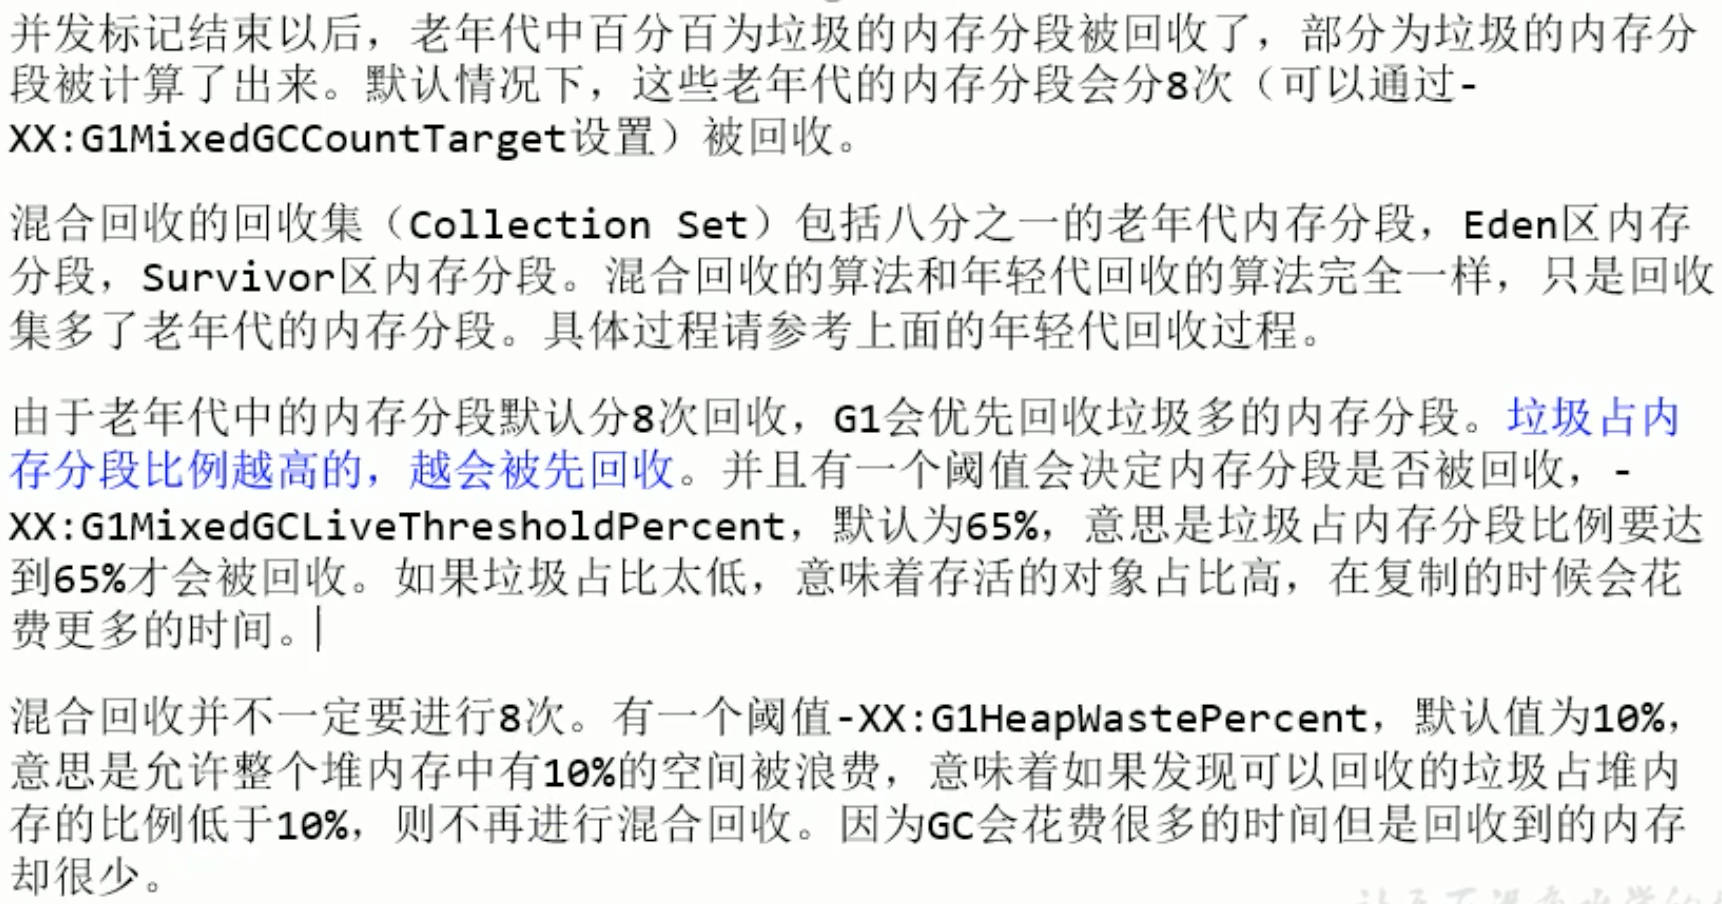 并发标记结束以后，老年代中百分百为垃圾的内存分段被回收了，部分为垃圾的内存分
段被计算了出来。默认情况下，这些老年代的内存分段会分8次（可以通过-
XX:G1MixedGCCountTarget设置）被回收。
混合回收的回收集（Collection Set）包括八分之一的老年代内存分段，Eden区内存
分段，Survivor区内存分段。混合回收的算法和年轻代回收的算法完全一样，只是回收
集多了老年代的内存分段。具体过程请参考上面的年轻代回收过程。
由于老年代中的内存分段默认分8次回收，G1会优先回收垃圾多的内存分段。垃圾占内
存分段比例越高的，越会被先回收。并且有一个阈值会决定内存分段是否被回收，-
XX:G1MixedGCLiveThresholdPercent，默认为65%，意思是垃圾占内存分段比例要达
到65%才会被回收。如果垃圾占比太低，意味着存活的对象占比高，在复制的时候会花
费更多的时间。
混合回收并不一定要进行8次。有一个阈值-XX:G1HeapWastePercent，默认值为10%，
意思是允许整个堆内存中有10%的空间被浪费，意味着如果发现可以回收的垃圾占堆内
存的比例低于10%，则不再进行混合回收。因为GC会花费很多的时间但是回收到的内存
却很少。